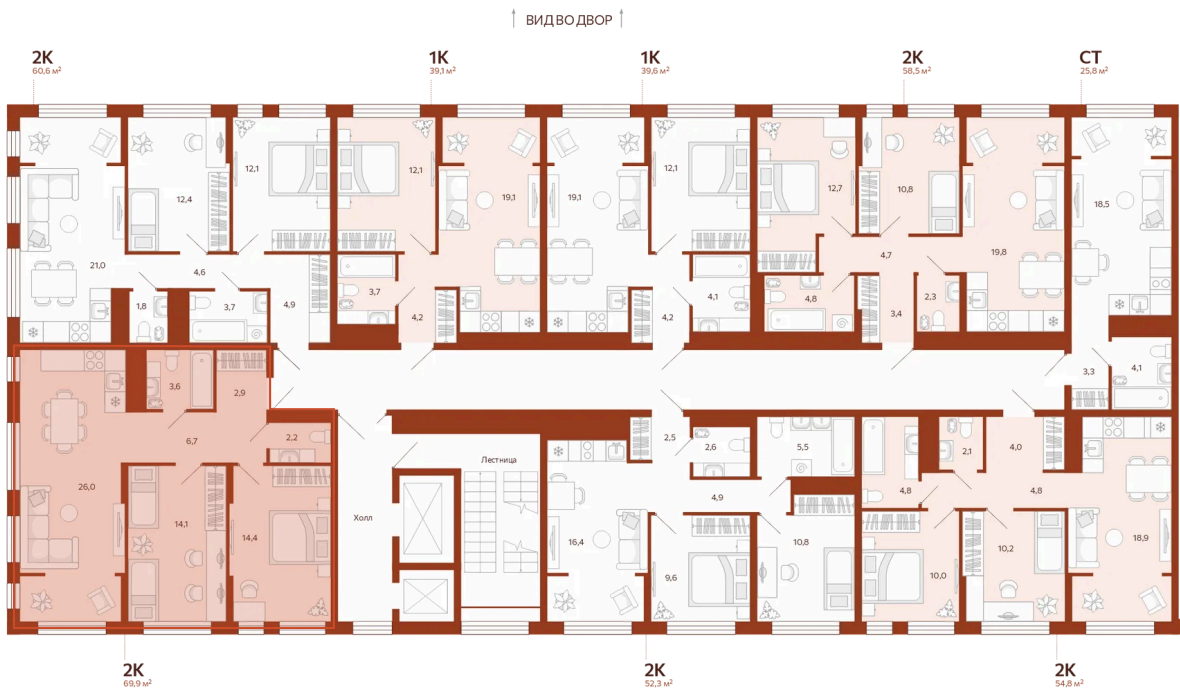 ↑ ВИД ВО ДВОР ↑
2К
60,6 м²
1К
39,1 м²
1К
39,6 м²
2К
58,5 м²
СТ
25,8 м²
12,4
12,1
12,1
19,1
19,1
12,1
12,7
10,8
18,5
21,0
4,6
4,9
1,8
3,7
3,7
4,2
4,2
4,1
4,7
4,8
3,4
2,3
19,8
3,3
4,1
3,6
2,9
6,7
2,2
26,0
14,1
14,4
Холл
Лестница
2,5
2,6
5,5
4,9
16,4
9,6
10,8
4,8
2,1
4,0
4,8
10,0
10,2
18,9
2К
69,9 м²
2К
52,3 м²
2К
54,8 м²